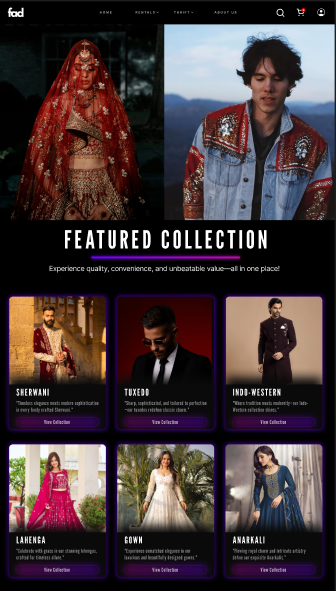 fad
HOME RENTALS THRIFT ABOUT US
FEATURED COLLECTION
Experience quality, convenience, and unbeatable value—all in one place!
SHERWANI
"Timeless elegance meets modern sophistication
in every finely crafted Sherwani."
View Collection
TUXEDO
"Sharp, sophisticated, and tailored to perfection
—our tuxedos redefine classic charm."
View Collection
INDO-WESTERN
"Where tradition meets modernity—our Indo-
Western collection shines."
View Collection
LAHENGA
"Celebrate with grace in our stunning lehengas,
crafted for timeless allure."
View Collection
GOWN
"Experience unmatched elegance in our
luxurious and beautifully designed gowns."
View Collection
ANARKALI
"Flowing royal charm and intricate artistry
define our exquisite Anarkali."
View Collection